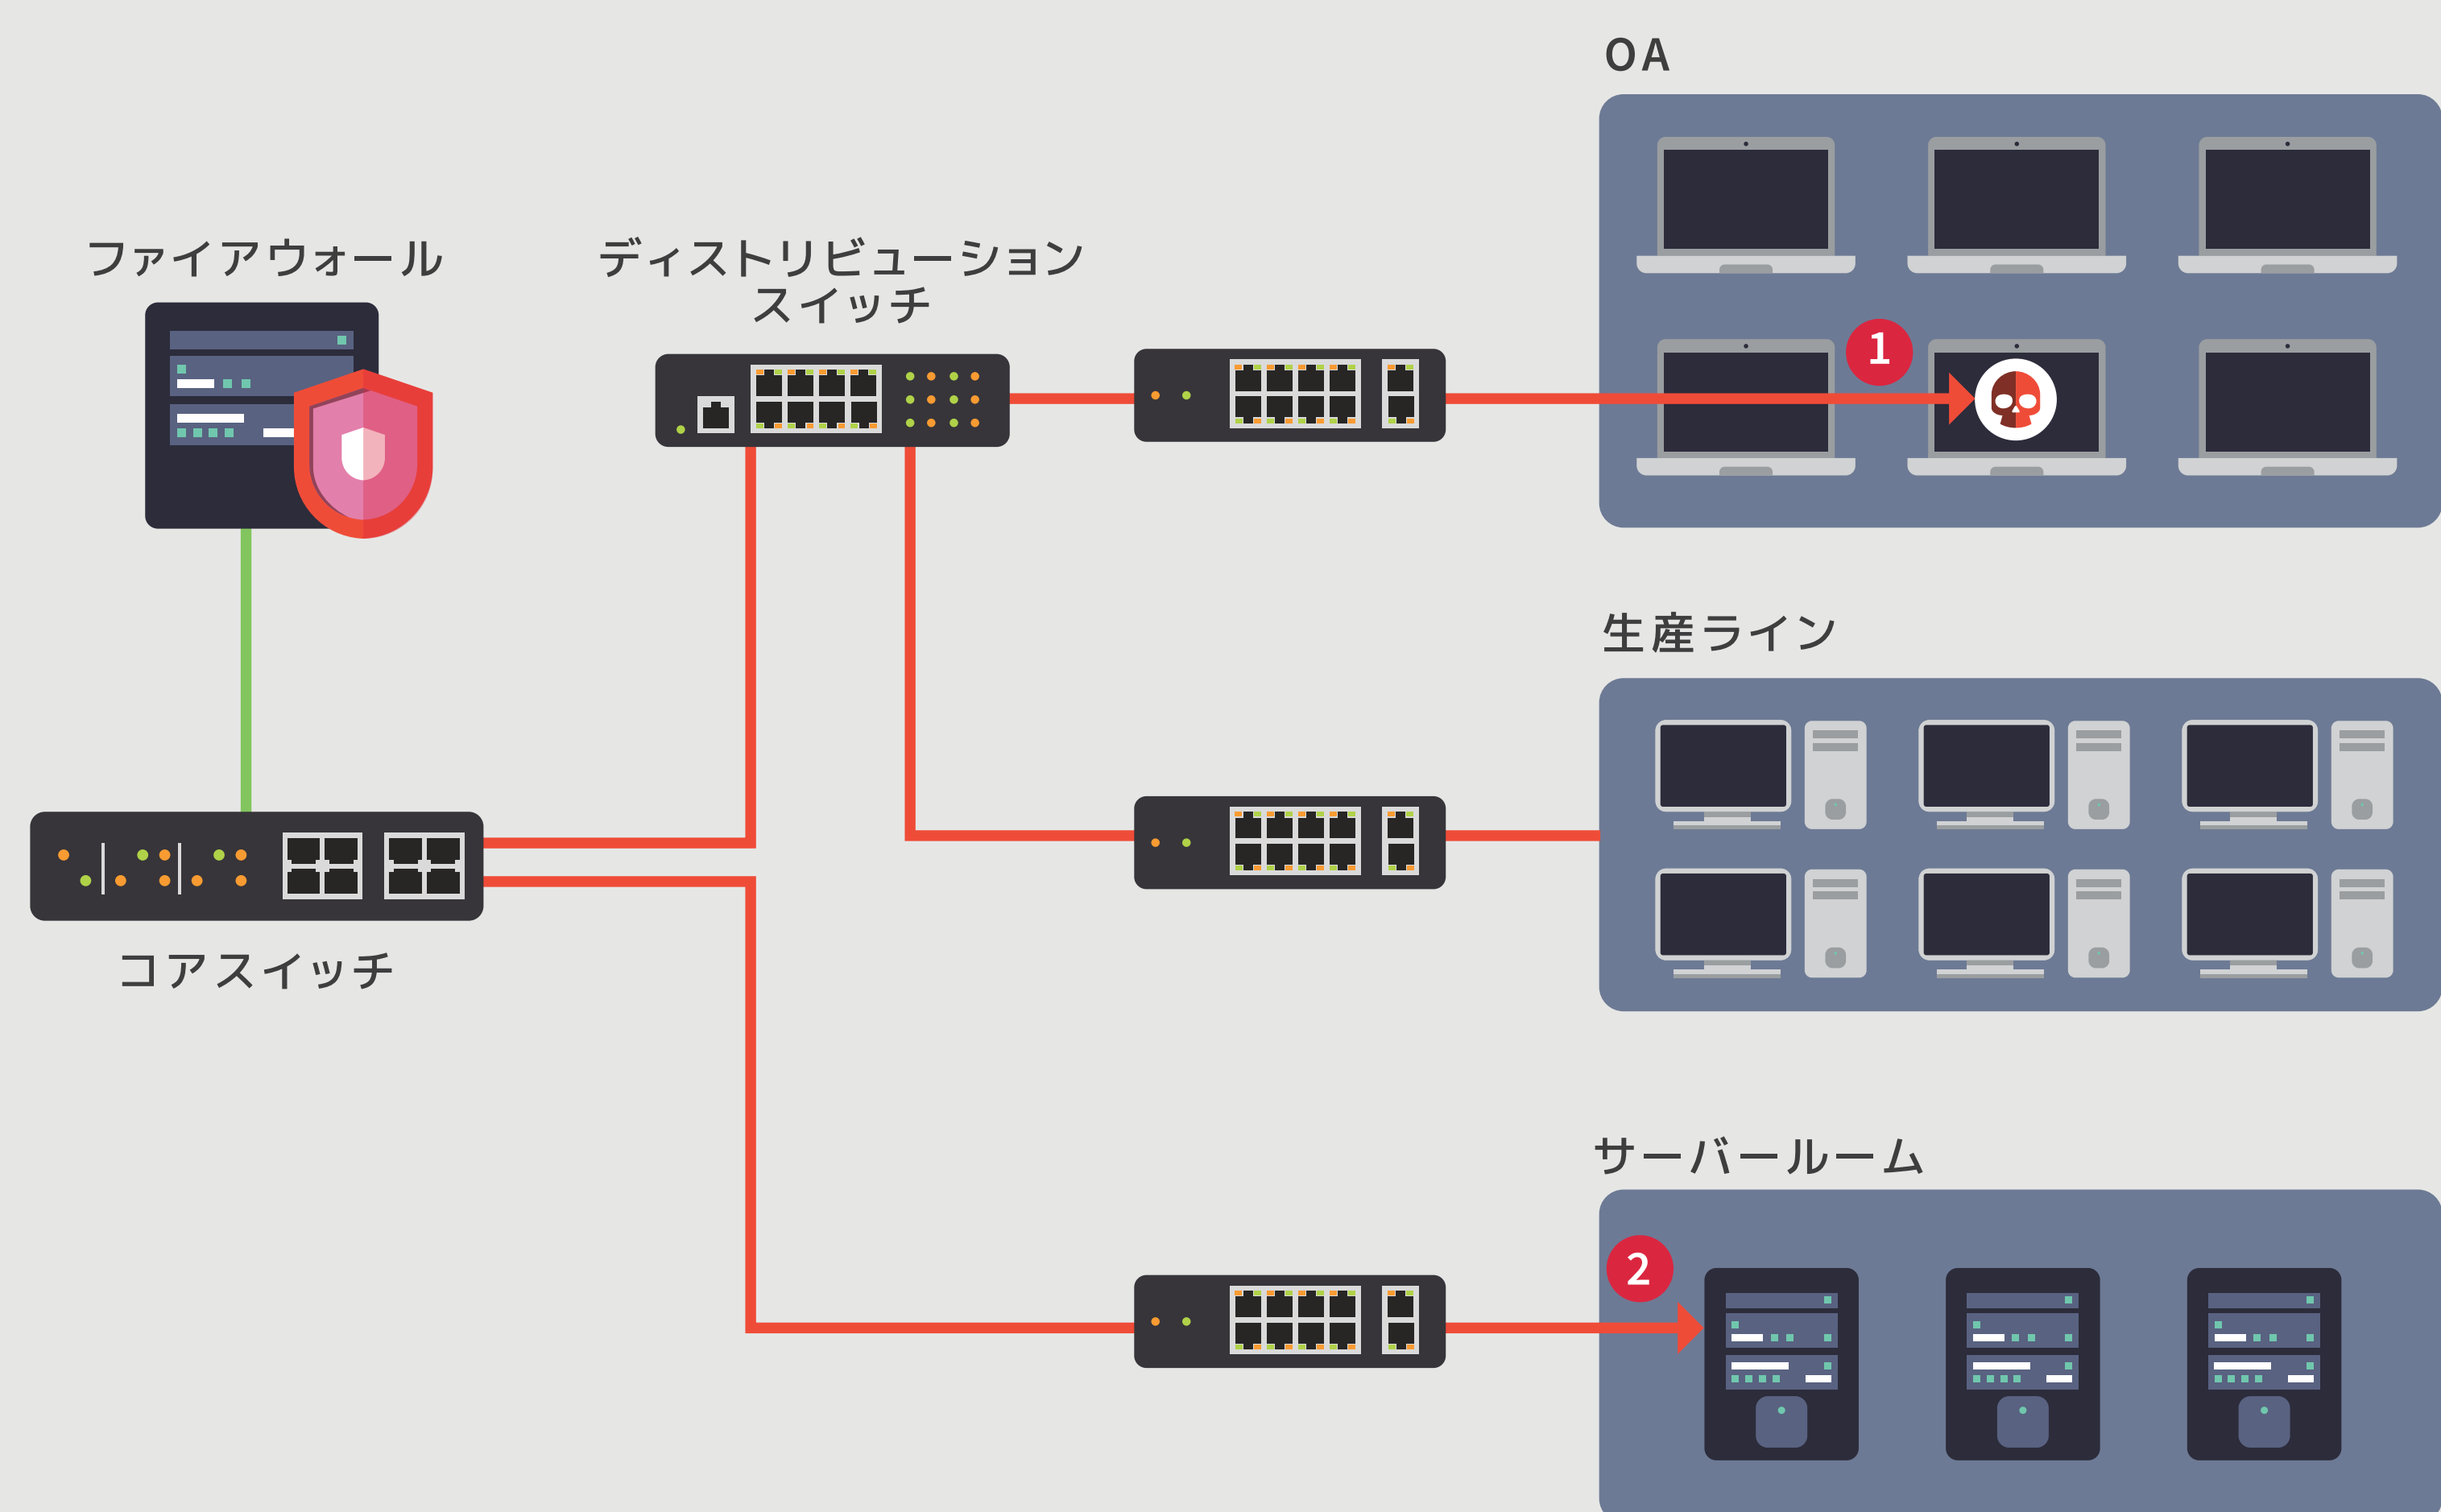 OA
ファイアウォール
ディストリビューション
スイッチ
1
生産ライン
コアスイッチ
サーバールーム
2